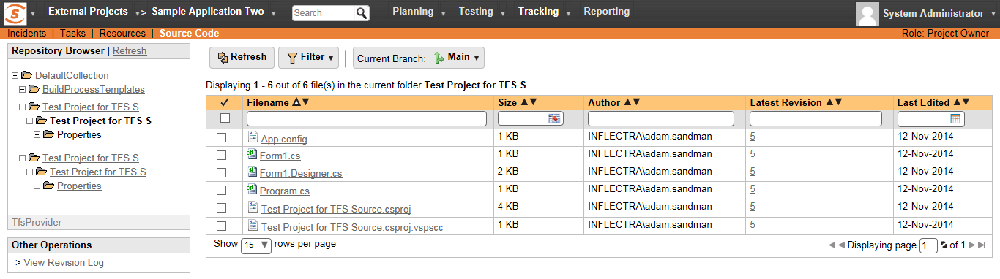 S External Projects > Sample Application Two Search Planning Testing Tracking Reporting System Administrator
Incidents | Tasks | Resources | Source Code Role: Project Owner
Repository Browser | Refresh
DefaultCollection
BuildProcessTemplates
Test Project for TFS S
Test Project for TFS S
Properties
Test Project for TFS S
Test Project for TFS S
Properties
TfsProvider
Other Operations
> View Revision Log
Refresh Filter Current Branch: Main
Displaying 1 - 6 out of 6 file(s) in the current folder Test Project for TFS S.
Filename Size Author Latest Revision Last Edited
App.config 1 KB INFLECTRA\adam.sandman 5 12-Nov-2014
Form1.cs 1 KB INFLECTRA\adam.sandman 5 12-Nov-2014
Form1.Designer.cs 2 KB INFLECTRA\adam.sandman 5 12-Nov-2014
Program.cs 1 KB INFLECTRA\adam.sandman 5 12-Nov-2014
Test Project for TFS Source.csproj 4 KB INFLECTRA\adam.sandman 5 12-Nov-2014
Test Project for TFS Source.csproj.vspscc 1 KB INFLECTRA\adam.sandman 5 12-Nov-2014
Show 15 rows per page Displaying page 1 of 1